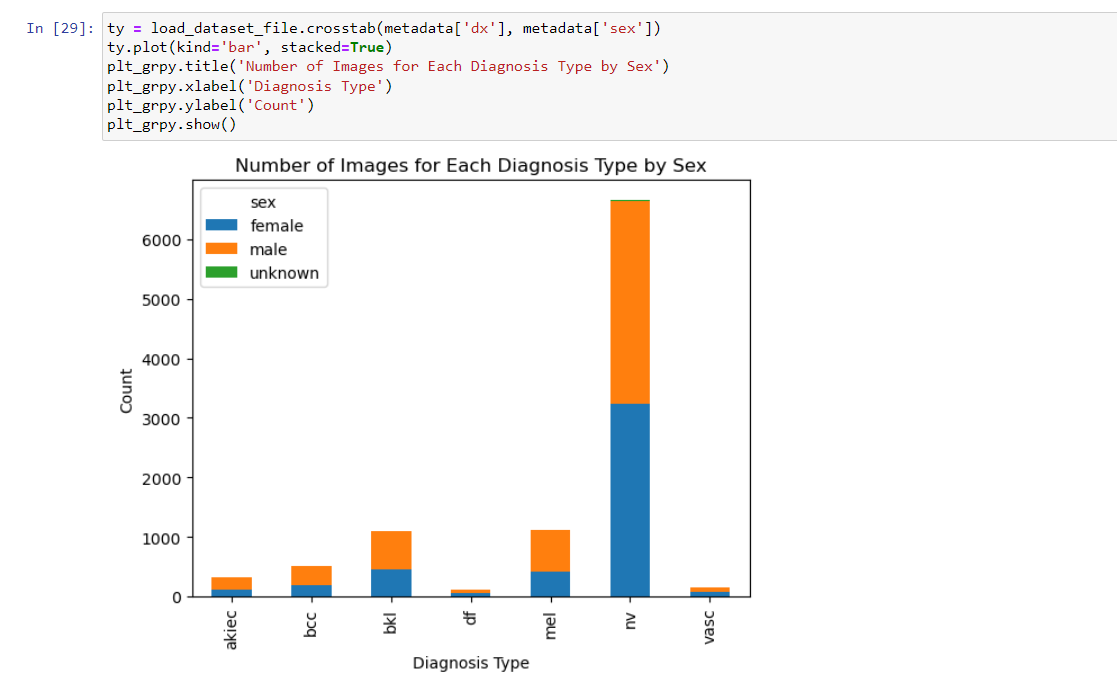 In [29]: ty = load_dataset_file.crosstab(metadata['dx'], metadata['sex'])
ty.plot(kind='bar', stacked=True)
plt_grpy.title('Number of Images for Each Diagnosis Type by Sex')
plt_grpy.xlabel('Diagnosis Type')
plt_grpy.ylabel('Count')
plt_grpy.show()
Number of Images for Each Diagnosis Type by Sex
sex
female
male
unknown
6000
5000
4000
3000
2000
1000
0
Count
akiec bcc bkl df mel nv vasc
Diagnosis Type